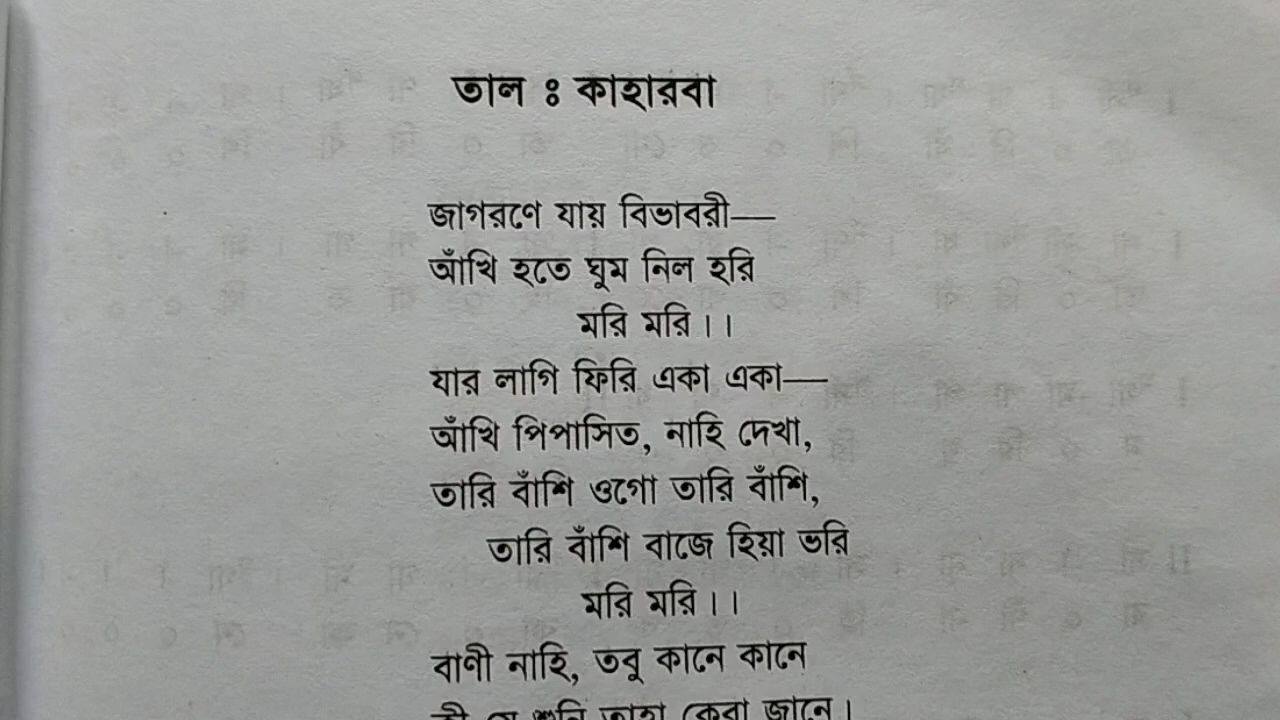 তাল ঃ কাহারবা
জাগরণে যায় বিভাবরী—
আঁখি হতে ঘুম নিল হরি
মরি মরি।।
যার লাগি ফিরি একা একা—
আঁখি পিপাসিত, নাহি দেখা,
তারি বাঁশি ওগো তারি বাঁশি,
তারি বাঁশি বাজে হিয়া ভরি
মরি মরি।।
বাণী নাহি, তবু কানে কানে
কী যে শুনি তাহা কেবা জানে।